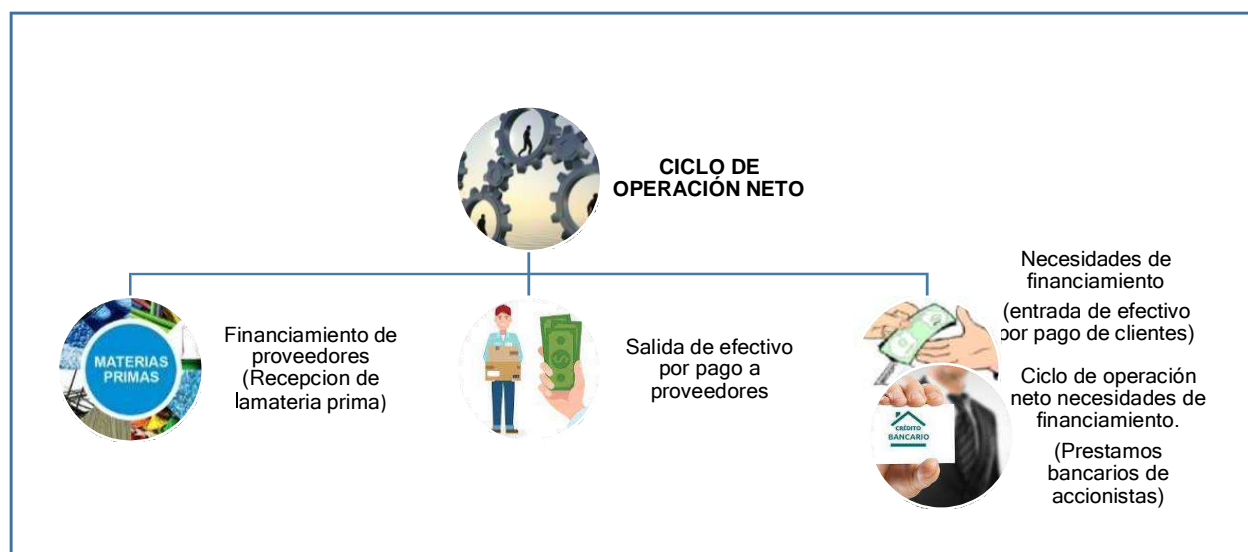 CICLO DE
OPERACIÓN NETO
MATERIAS
PRIMAS
Financiamiento de
proveedores
(Recepcion de
lamateria prima)
Salida de efectivo
por pago a
proveedores
Necesidades de
financiamiento
(entrada de efectivo
por pago de clientes)
CRÉDITO
BANCARIO
Ciclo de operación
neto necesidades de
financiamiento.
(Prestamos
bancarios de
accionistas)